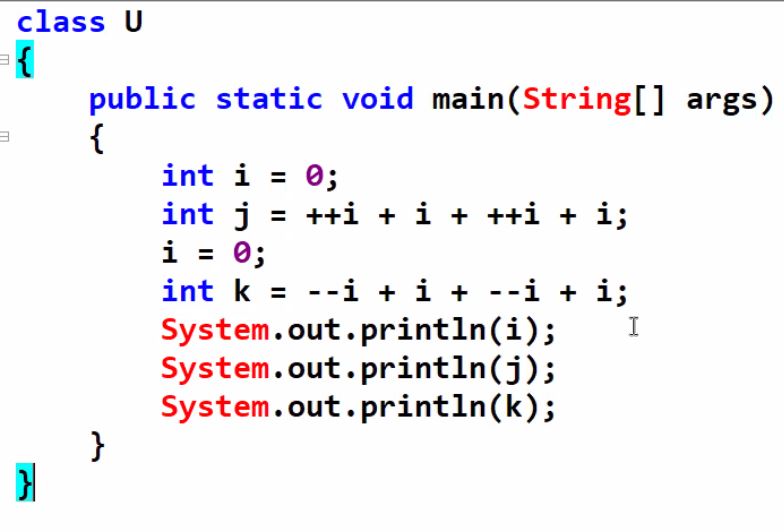 class U
{
public static void main(String[] args)
{
int i = 0;
int j = ++i + i + ++i + i;
i = 0;
int k = --i + i + --i + i;
System.out.println(i);
System.out.println(j);
System.out.println(k);
}
}